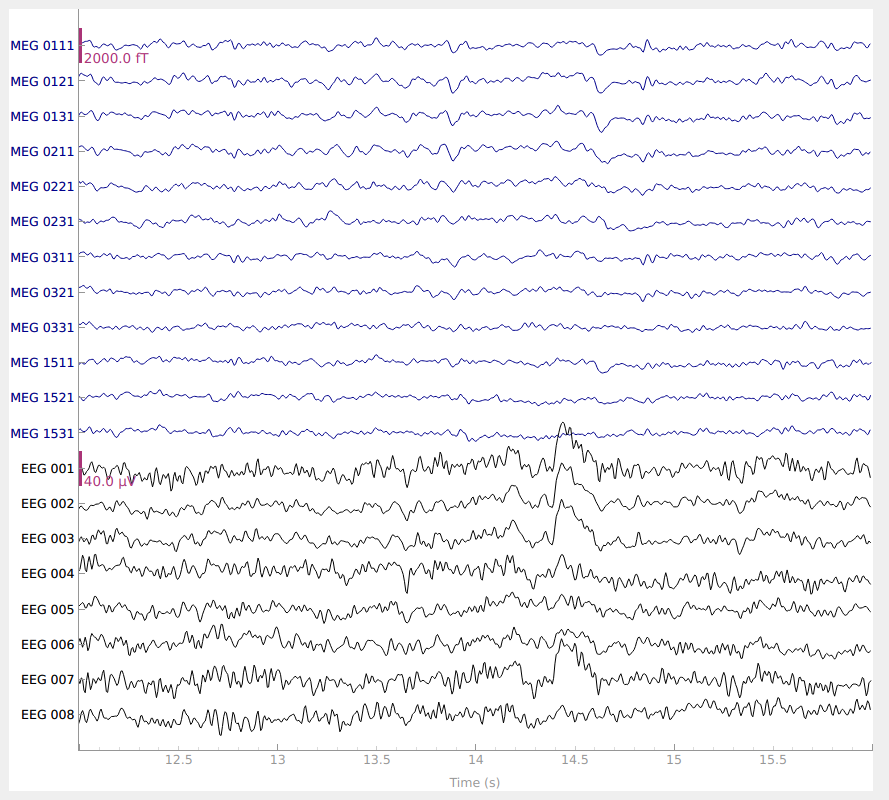 MEG 0111
2000.0 fT
MEG 0121
MEG 0131
MEG 0211
MEG 0221
MEG 0231
MEG 0311
MEG 0321
MEG 0331
MEG 1511
MEG 1521
MEG 1531
EEG 001
40.0 µV
EEG 002
EEG 003
EEG 004
EEG 005
EEG 006
EEG 007
EEG 008
12.5 13 13.5 14 14.5 15 15.5
Time (s)